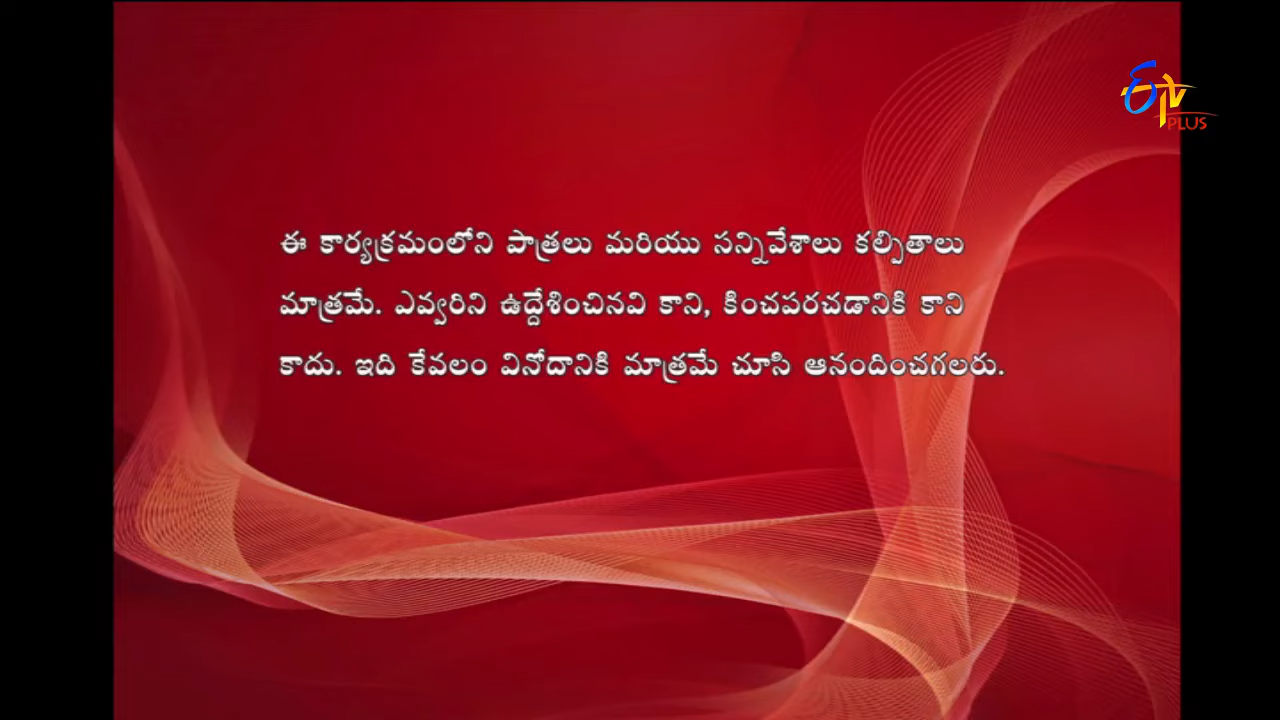 ETV
PLUS
ఈ కార్యక్రమంలోని పాత్రలు మరియు సన్నివేశాలు కల్పితాలు
మాత్రమే. ఎవ్వరిని ఉద్దేశించినవి కాని, కించపరచడానికి కాని
కాదు. ఇది కేవలం వినోదానికి మాత్రమే చూసి ఆనందించగలరు.